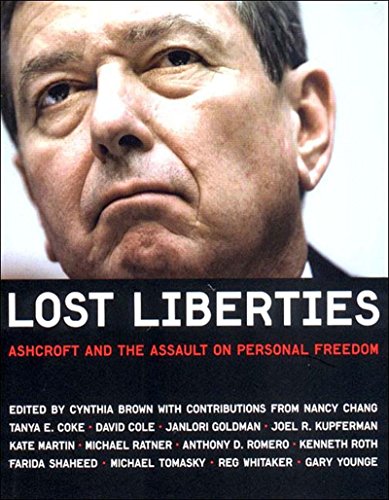 LOST LIBERTIES
ASHCROFT AND THE ASSAULT ON PERSONAL FREEDOM
EDITED BY CYNTHIA BROWN WITH CONTRIBUTIONS FROM NANCY CHANG
TANYA E. COKE · DAVID COLE · JANLORI GOLDMAN · JOEL R. KUPFERMAN
KATE MARTIN · MICHAEL RATNER · ANTHONY D. ROMERO · KENNETH ROTH
FARIDA SHAHEED · MICHAEL TOMASKY · REG WHITAKER · GARY YOUNGE